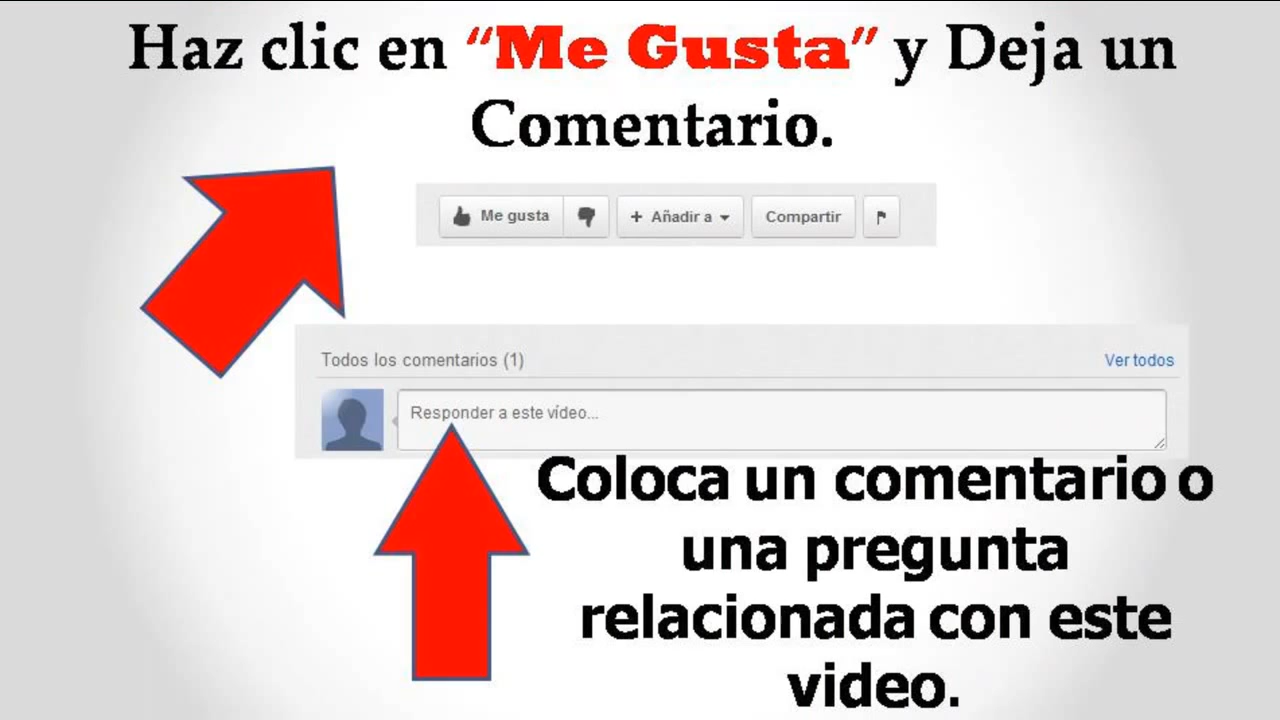 Haz clic en “Me Gusta” y Deja un
Comentario.
Me gusta + Añadir a Compartir
Todos los comentarios (1) Ver todos
Responder a este vídeo...
Coloca un comentario o
una pregunta
relacionada con este
video.